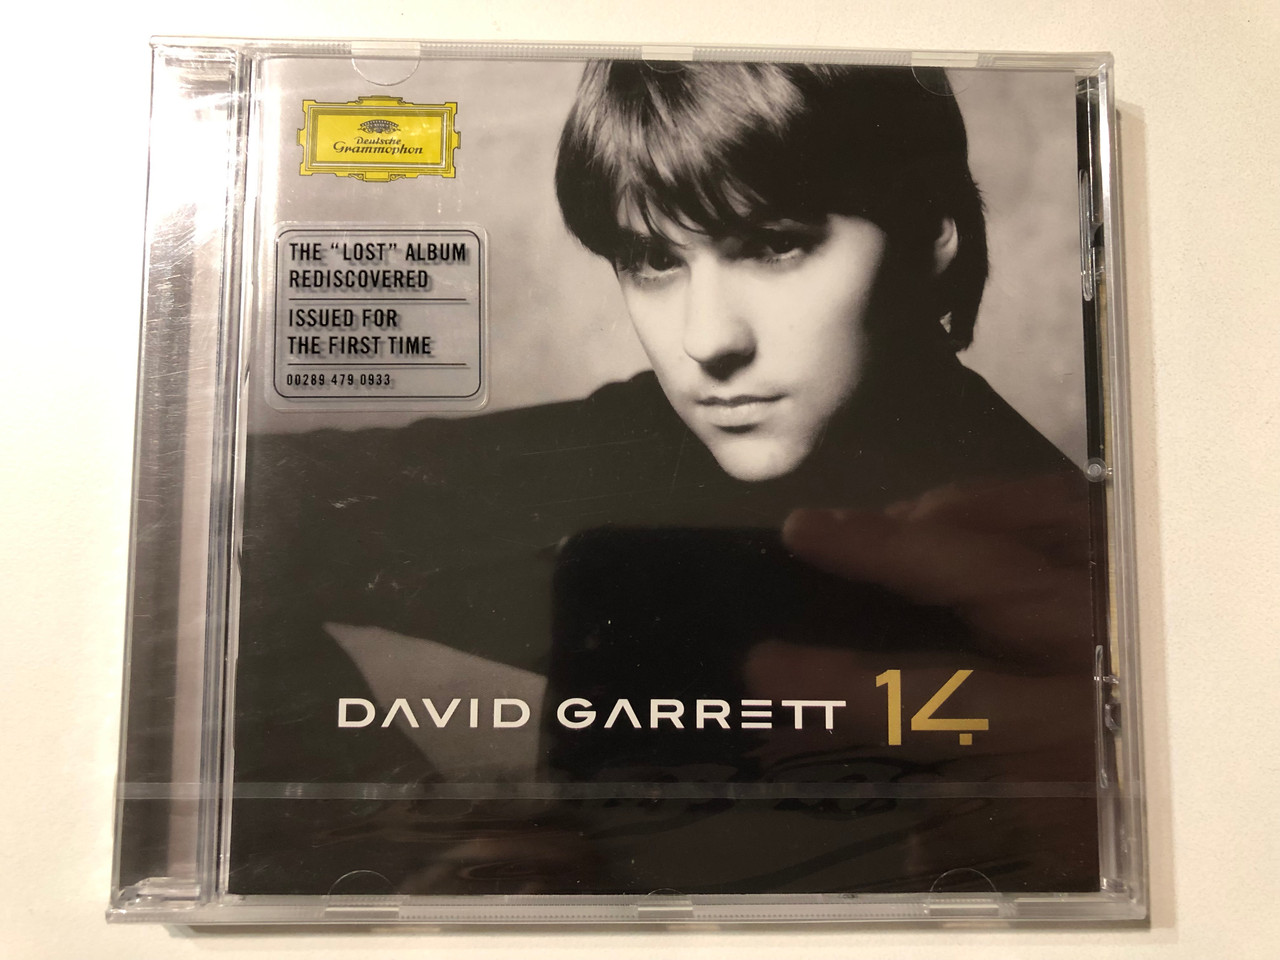 Deutsche
Grammophon
THE “LOST” ALBUM
REDISCOVERED
ISSUED FOR
THE FIRST TIME
00289 479 0933
DAVID GARRETT 14